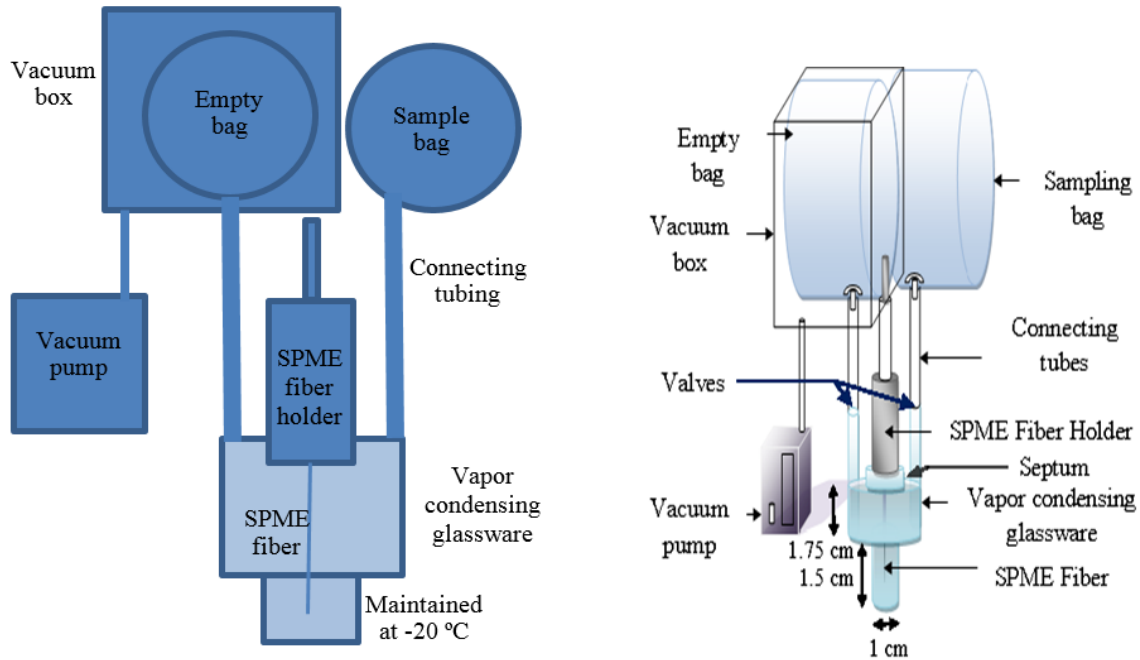 Vacuum
box
Empty
bag
Sample
bag
Connecting
tubing
Vacuum
pump
SPME
fiber
holder
SPME
fiber
Vapor
condensing
glassware
Maintained
at -20 ºC
Empty
bag
Vacuum
box
Sampling
bag
Connecting
tubes
Valves
SPME Fiber Holder
Septum
Vapor condensing
glassware
Vacuum
pump
1.75 cm
1.5 cm
SPME Fiber
1 cm